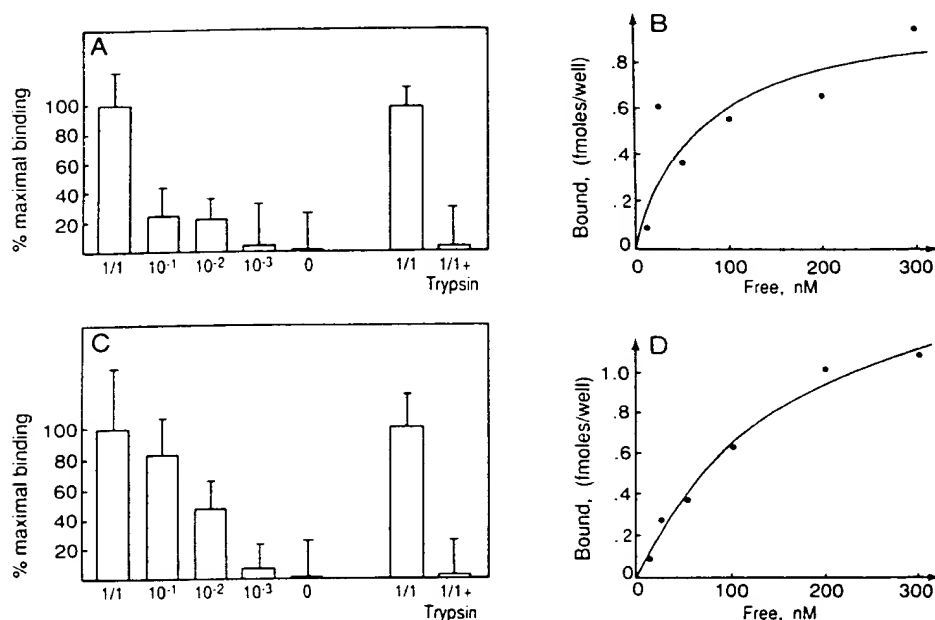 A
% maximal binding
100
80
60
40
20
1/1 10-1 10-2 10-3 0 1/1 1/1+
Trypsin
B
Bound, (fmoles/well)
.8
.6
.4
.2
0
0 100 200 300
Free, nM
C
% maximal binding
100
80
60
40
20
1/1 10-1 10-2 10-3 0 1/1 1/1+
Trypsin
D
Bound, (fmoles/well)
1.0
.8
.4
.2
0
0 100 200 300
Free, nM